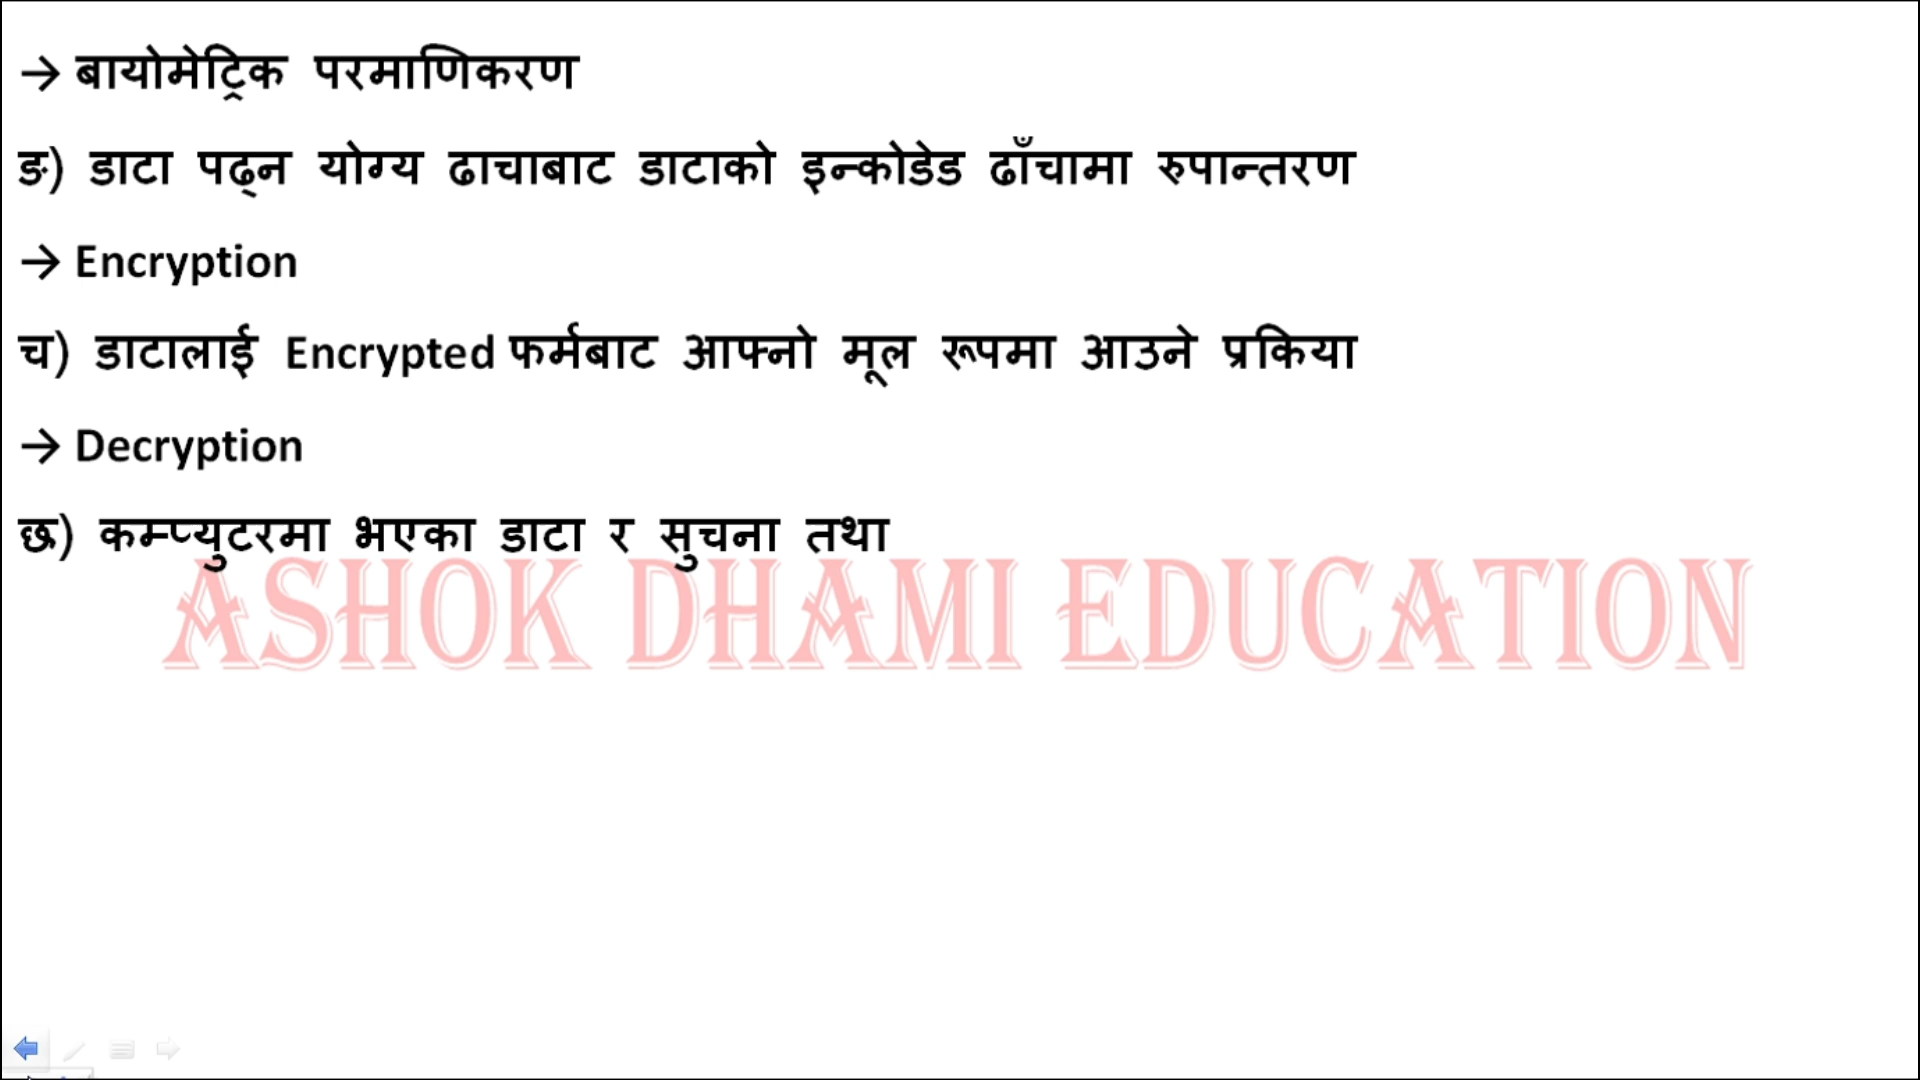 → बायोमेट्रिक परमाणिकरण
ङ) डाटा पढ्न योग्य ढाचाबाट डाटाको इन्कोडेड ढाँचामा रुपान्तरण
→ Encryption
च) डाटालाई Encrypted फर्मबाट आफ्नो मूल रूपमा आउने प्रकिया
→ Decryption
छ) कम्प्युटरमा भएका डाटा र सुचना तथा
ASHOK DHAMI EDUCATION